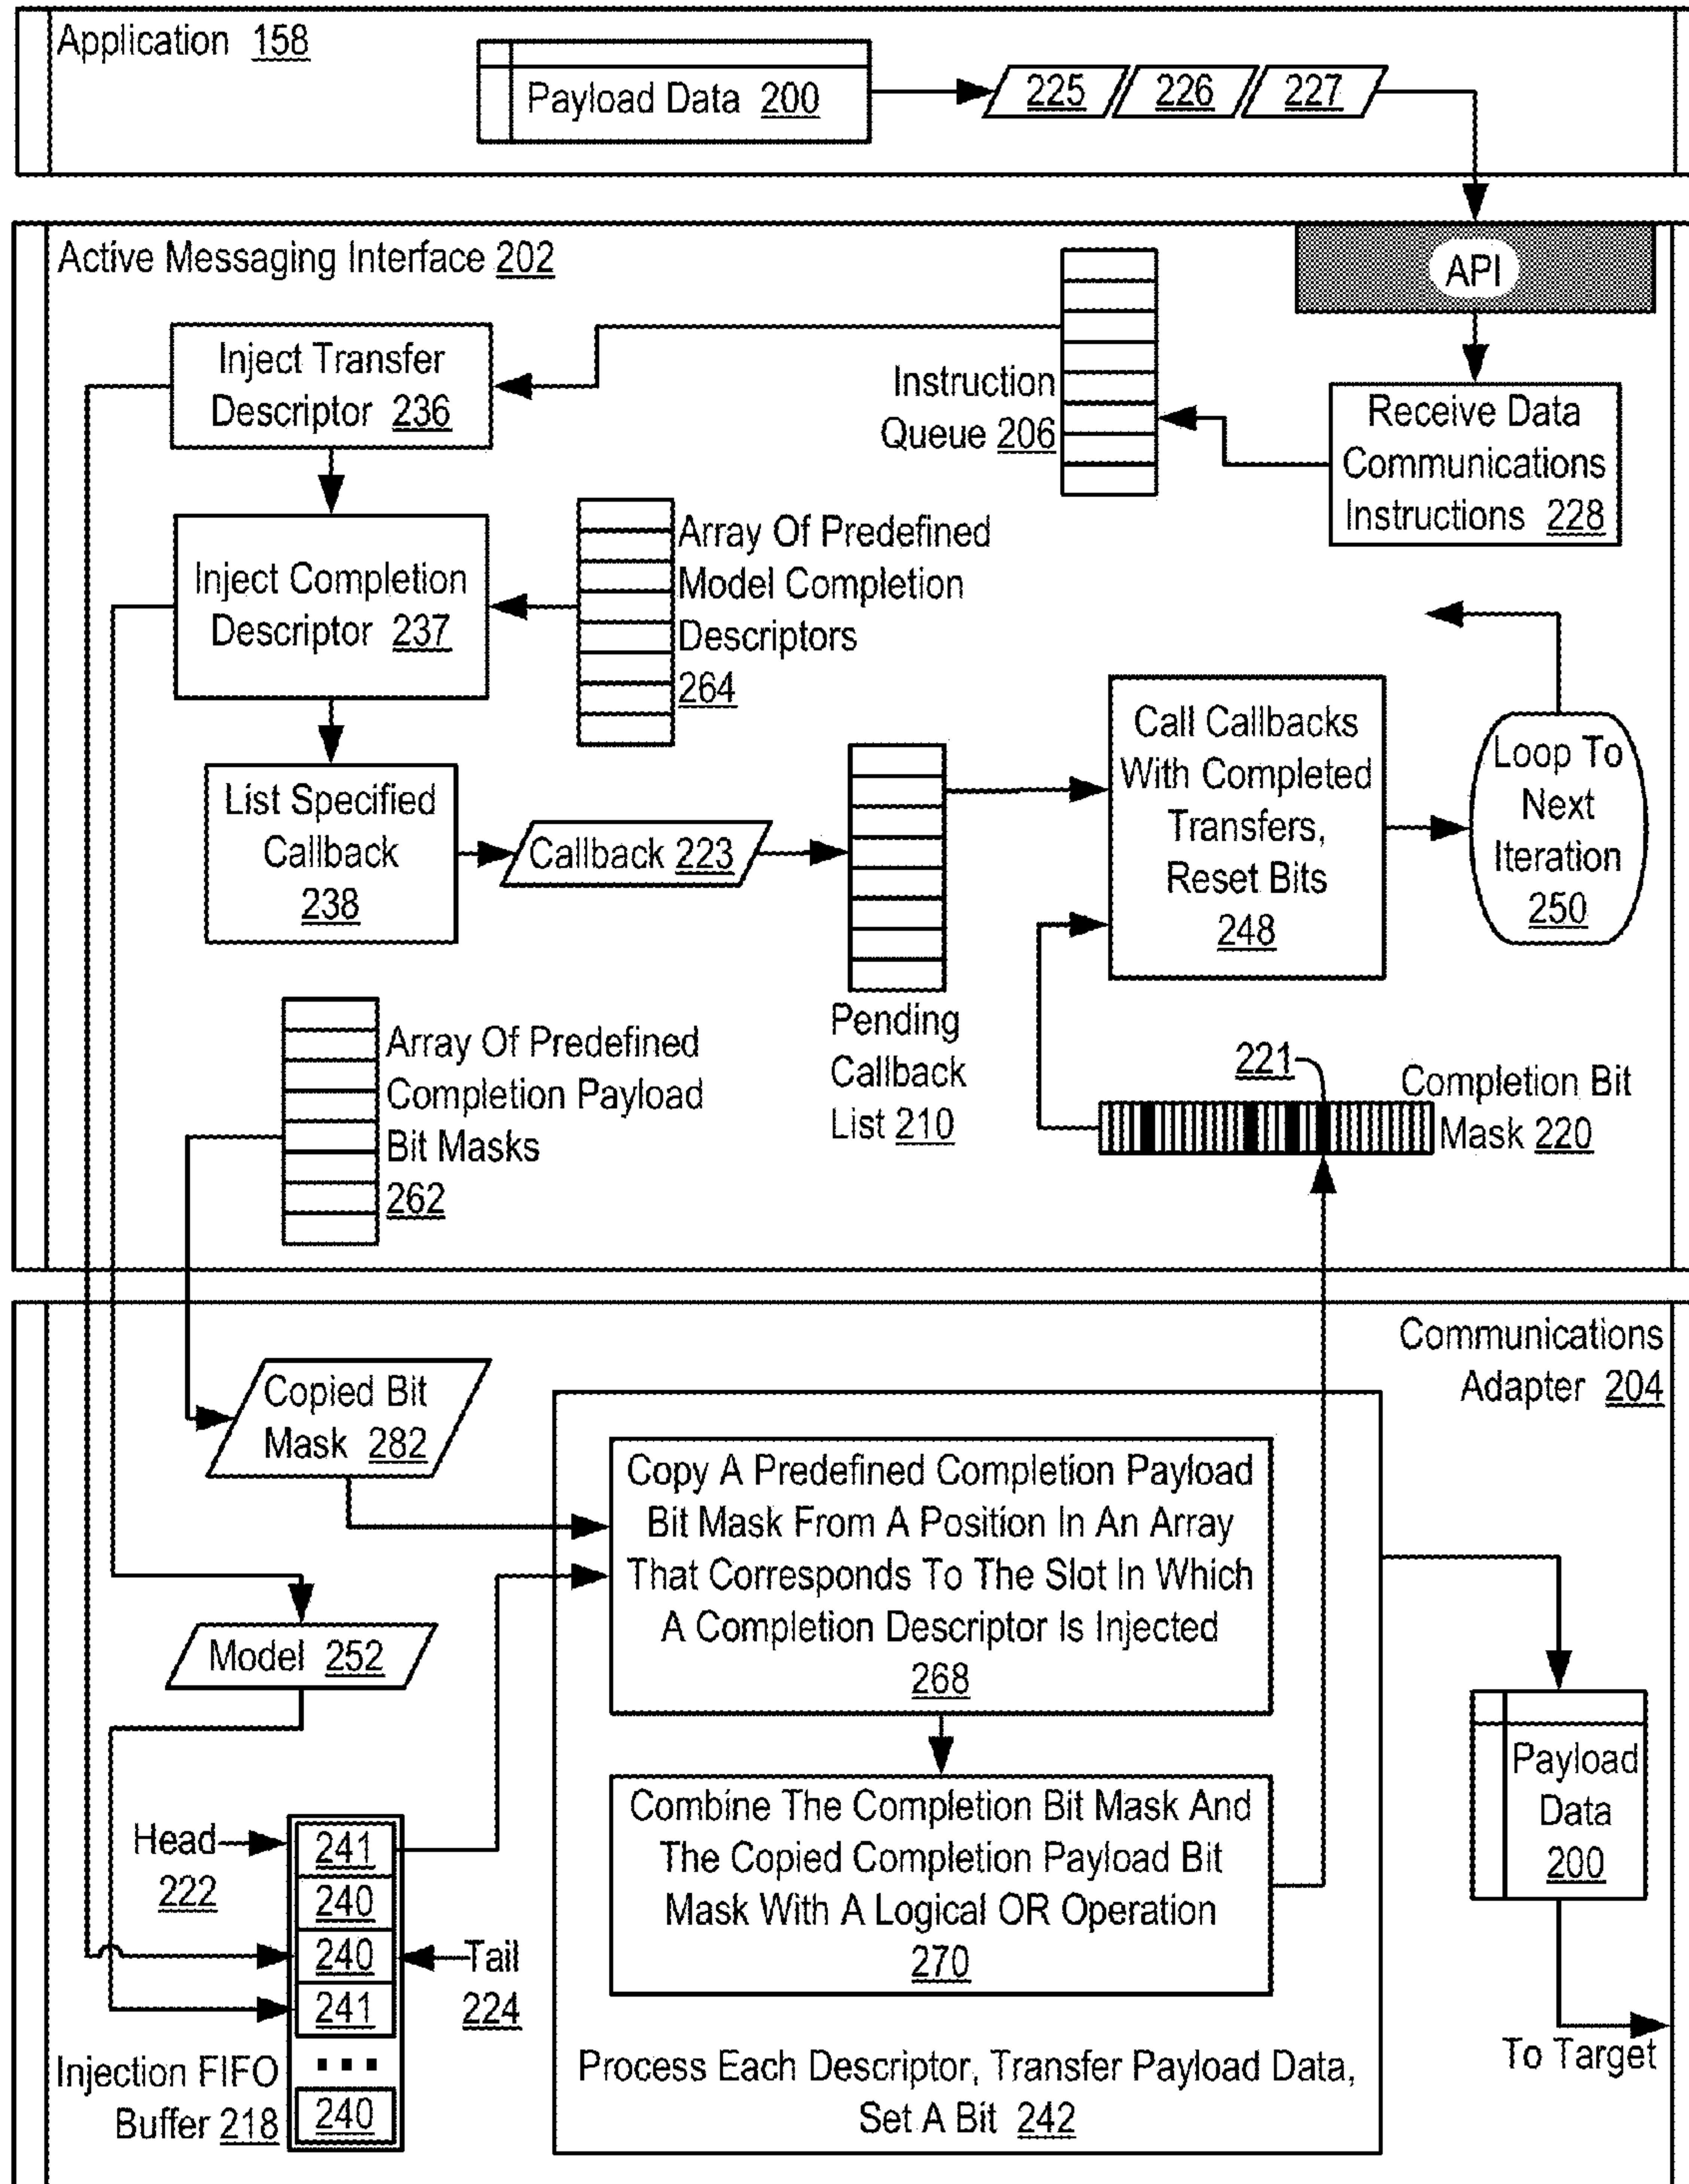 Application 158
Payload Data 200
225 226 227
Active Messaging Interface 202
API
Inject Transfer
Descriptor 236
Instruction
Queue 206
Receive Data
Communications
Instructions 228
Inject Completion
Descriptor 237
Array Of Predefined
Model Completion
Descriptors
264
List Specified
Callback
238
Callback 223
Call Callbacks
With Completed
Transfers,
Reset Bits
248
Loop To
Next
Iteration
250
Pending
Callback
List 210
Array Of Predefined
Completion Payload
Bit Masks
262
221
Completion Bit
Mask 220
Communications
Adapter 204
Copied Bit
Mask 282
Copy A Predefined Completion Payload
Bit Mask From A Position In An Array
That Corresponds To The Slot In Which
A Completion Descriptor Is Injected
268
Model 252
Combine The Completion Bit Mask And
The Copied Completion Payload Bit
Mask With A Logical OR Operation
270
Payload
Data
200
Head
222
241
240
240
241
...
240
Tail
224
Injection FIFO
Buffer 218
Process Each Descriptor, Transfer Payload Data,
Set A Bit 242
To Target